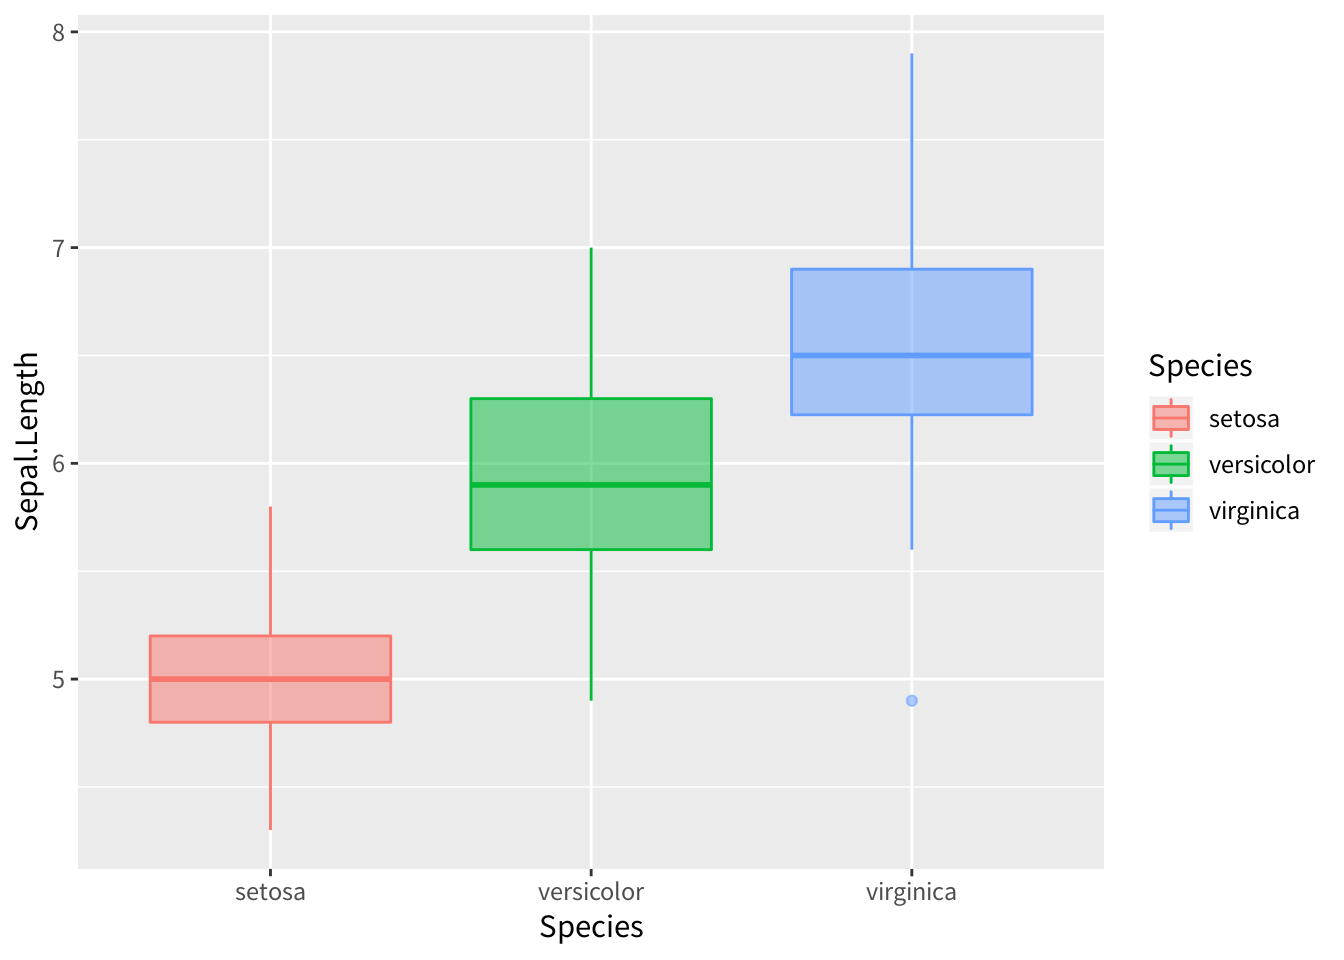 8
7
6
5
Sepal.Length
setosa
versicolor
virginica
Species
Species
setosa
versicolor
virginica